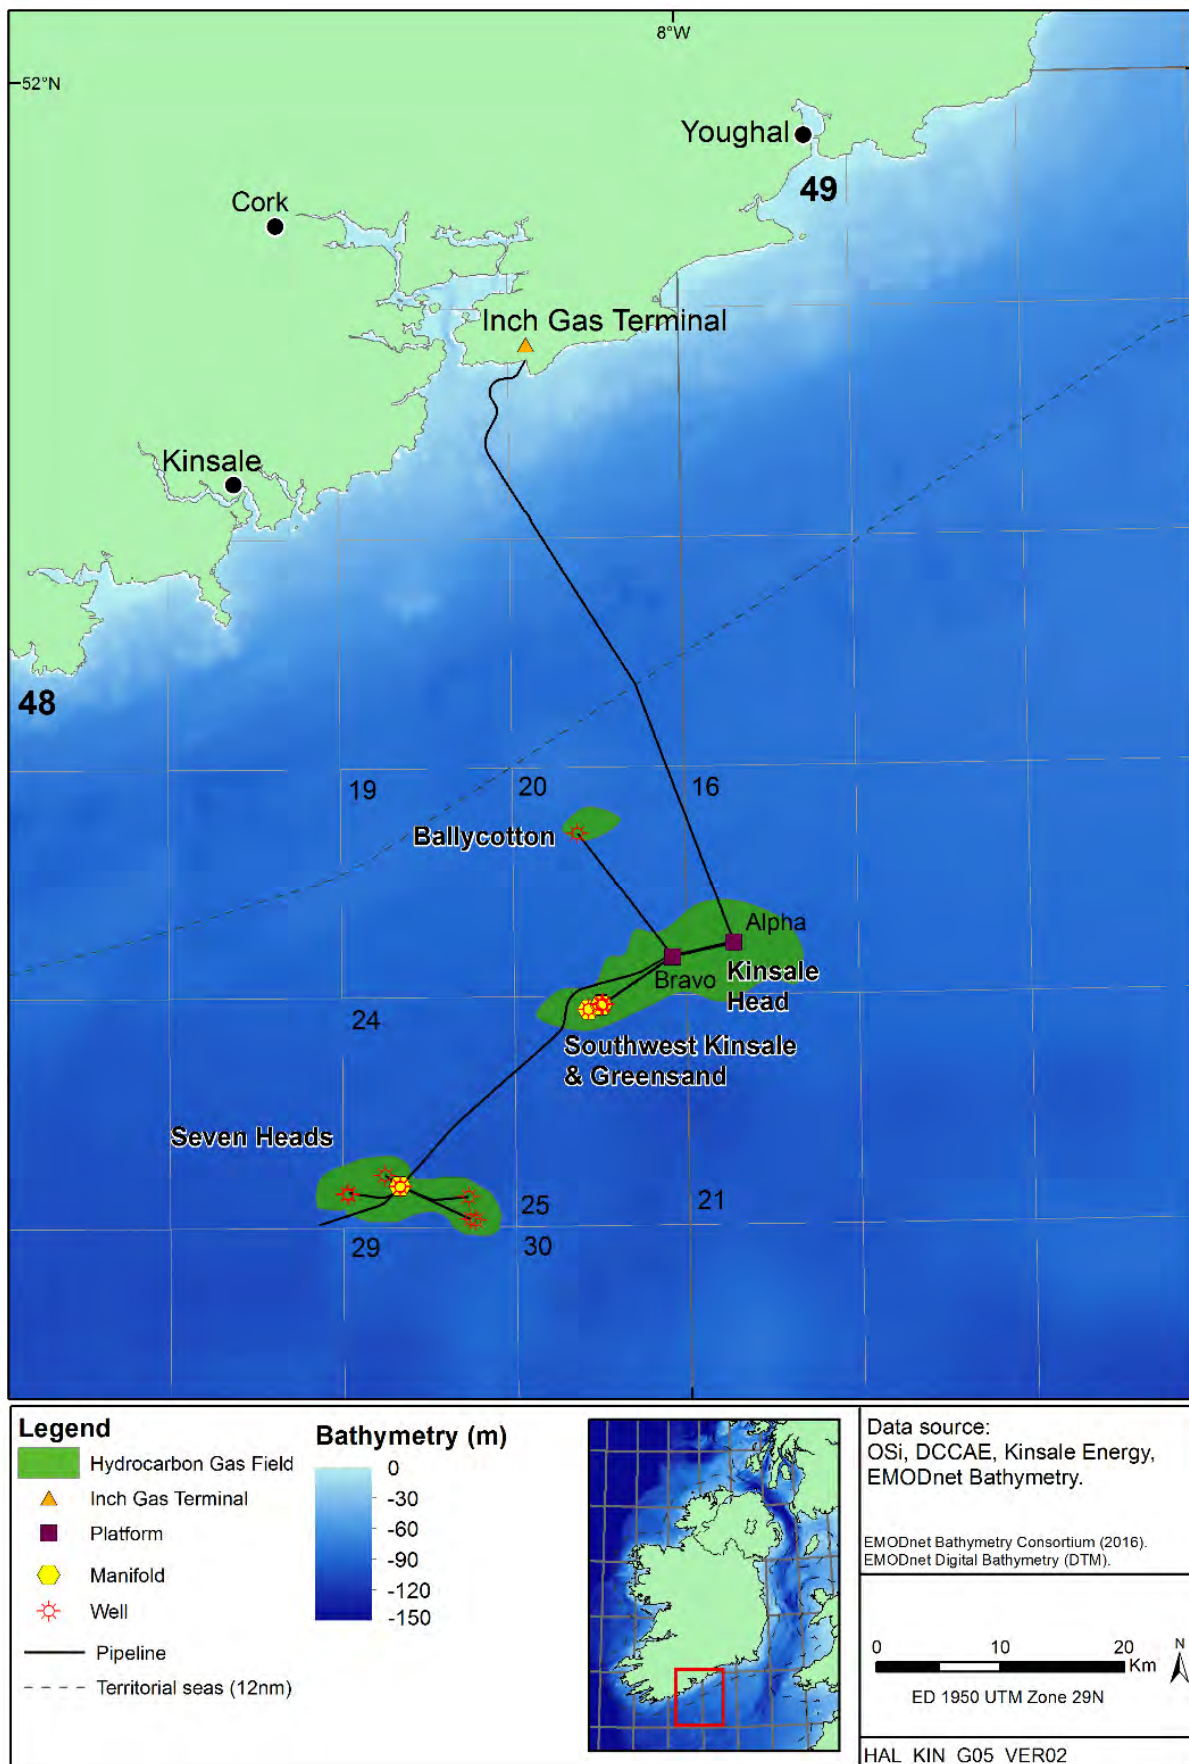 8°W
52°N
Youghal
49
Cork
Inch Gas Terminal
Kinsale
48
19
20
16
Ballycotton
Alpha
Bravo
Kinsale
Head
24
Southwest Kinsale
& Greensand
Seven Heads
25
21
29
30
Legend
Hydrocarbon Gas Field
Inch Gas Terminal
Platform
Manifold
Well
Pipeline
Territorial seas (12nm)
Bathymetry (m)
0
-30
-60
-90
-120
-150
Data source:
OSi, DCCAE, Kinsale Energy,
EMODnet Bathymetry.
EMODnet Bathymetry Consortium (2016).
EMODnet Digital Bathymetry (DTM).
0 10 20
Km
N
ED 1950 UTM Zone 29N
HAL_KIN_G05_VER02